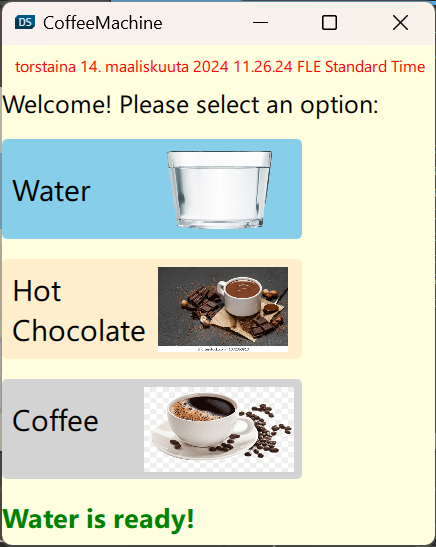 DS CoffeeMachine
torstaina 14. maaliskuuta 2024 11.26.24 FLE Standard Time
Welcome! Please select an option:
Water
Hot
Chocolate
Coffee
Water is ready!